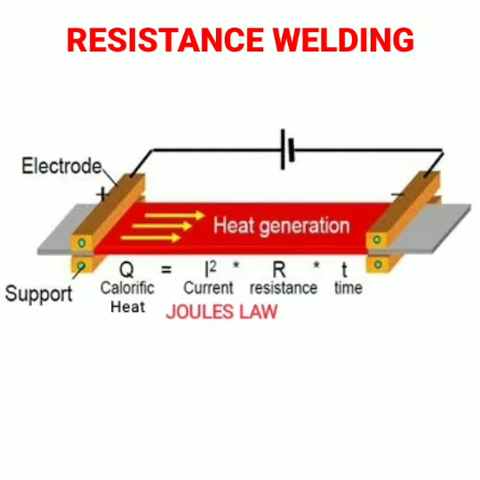 RESISTANCE WELDING
Electrode
+
−
Heat generation
Q = I² * R * t
Support
Calorific Current resistance time
Heat
JOULES LAW